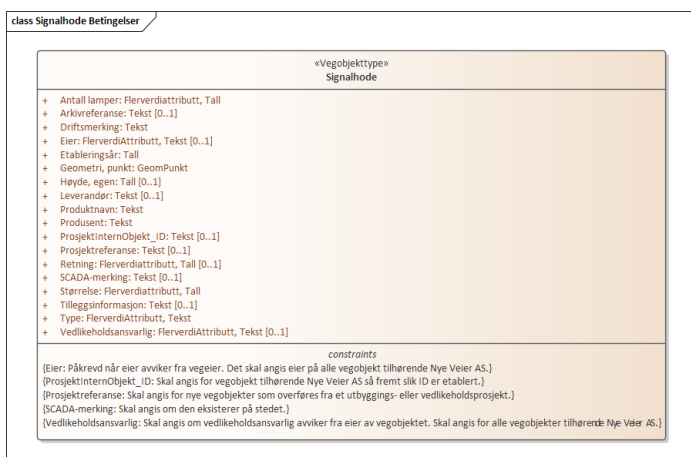 class Signalhode Betingelser
«Vegobjekttype»
Signalhode
+ Antall lamper: Flerverdiattributt, Tall
+ Arkivreferanse: Tekst [0..1]
+ Driftsmerking: Tekst
+ Eier: FlerverdiAttributt, Tekst [0..1]
+ Etableringsår: Tall
+ Geometri, punkt: GeomPunkt
+ Høyde, egen: Tall [0..1]
+ Leverandør: Tekst [0..1]
+ Produktnavn: Tekst
+ Produsent: Tekst
+ ProsjektInternObjekt_ID: Tekst [0..1]
+ Prosjektreferanse: Tekst [0..1]
+ Retning: Flerverdiattributt, Tall [0..1]
+ SCADA-merking: Tekst [0..1]
+ Størrelse: Flerverdiattributt, Tall
+ Tilleggsinformasjon: Tekst [0..1]
+ Type: FlerverdiAttributt, Tekst
+ Vedlikeholdsansvarlig: FlerverdiAttributt, Tekst [0..1]
constraints
{Eier: Påkrevd når eier avviker fra vegeier. Det skal angis eier på alle vegobjekt tilhørende Nye Veier AS.}
{ProsjektInternObjekt_ID: Skal angis for vegobjekt tilhørende Nye Veier AS så fremt slik ID er etablert.}
{Prosjektreferanse: Skal angis for nye vegobjekter som overføres fra et utbyggings- eller vedlikeholdsprosjekt.}
{SCADA-merking: Skal angis om den eksisterer på stedet.}
{Vedlikeholdsansvarlig: Skal angis om vedlikeholdsansvarlig avviker fra eier av vegobjektet. Skal angis for alle vegobjekter tilhørende Nye Veier AS.}